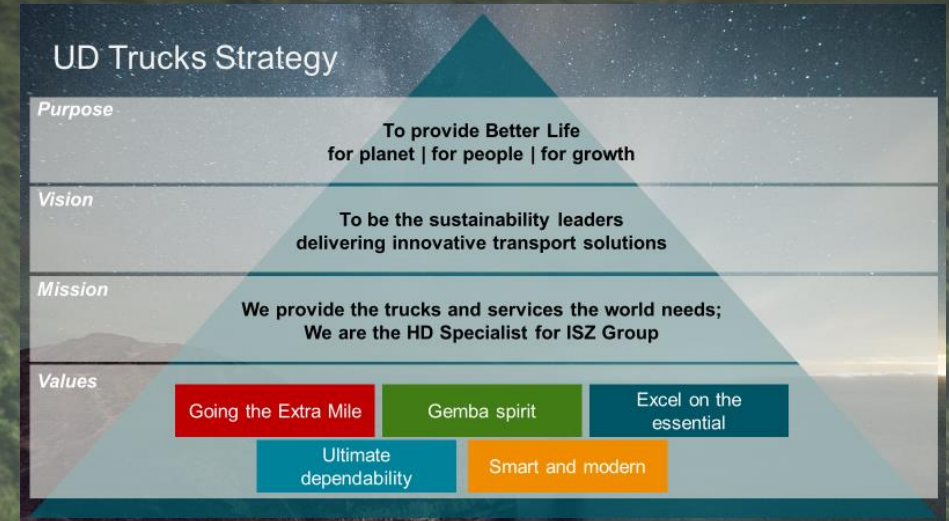 UD Trucks Strategy
Purpose
To provide Better Life
for planet | for people | for growth
Vision
To be the sustainability leaders
delivering innovative transport solutions
Mission
We provide the trucks and services the world needs;
We are the HD Specialist for ISZ Group
Values
Going the Extra Mile
Gemba spirit
Excel on the
essential
Ultimate
dependability
Smart and modern